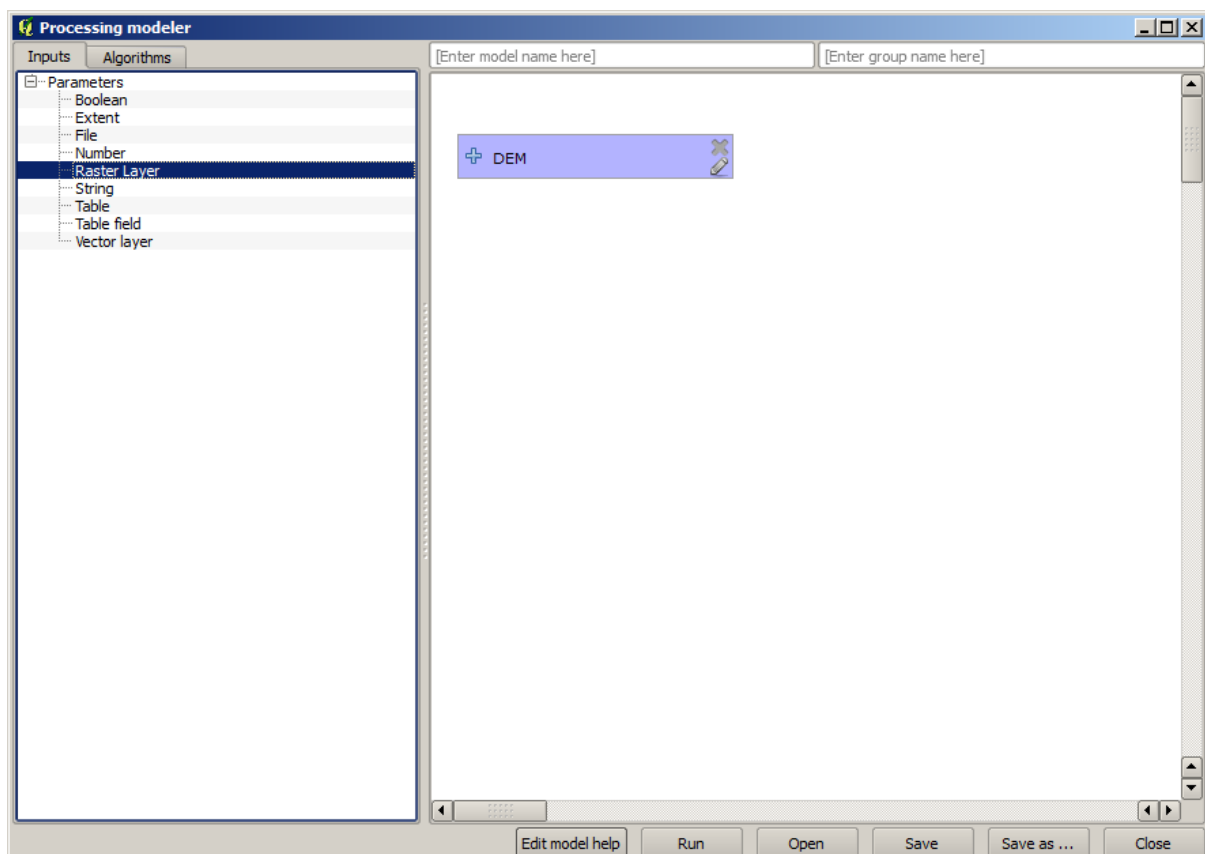 Processing modeler
Inputs Algorithms [Enter model name here] [Enter group name here]
Parameters
Boolean
Extent
File
Number
Raster Layer
String
Table
Table field
Vector layer
DEM
Edit model help Run Open Save Save as ... Close